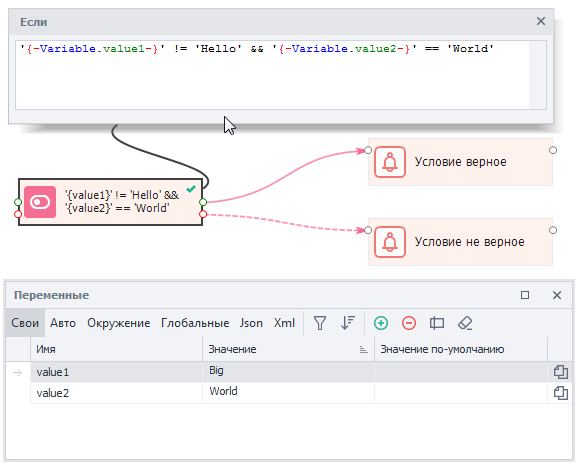 Если
'{-Variable.value1-}' != 'Hello' && '{-Variable.value2-}' == 'World'
Условие верное
'{value1}' != 'Hello' &&
'{value2}' == 'World'
Условие не верное
Переменные
Свои Авто Окружение Глобальные Json Xml
Имя Значение Значение по-умолчанию
value1 Big
value2 World